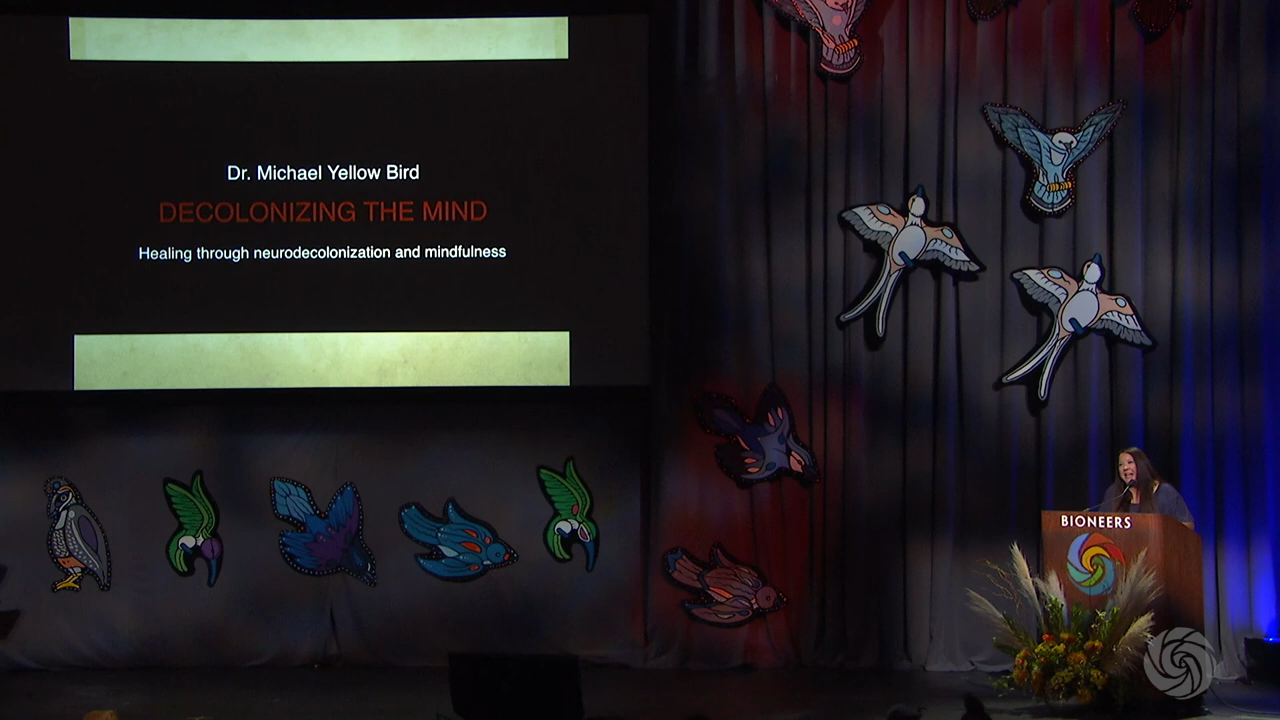 Dr. Michael Yellow Bird
DECOLONIZING THE MIND
Healing through neurodecolonization and mindfulness
BIONEERS